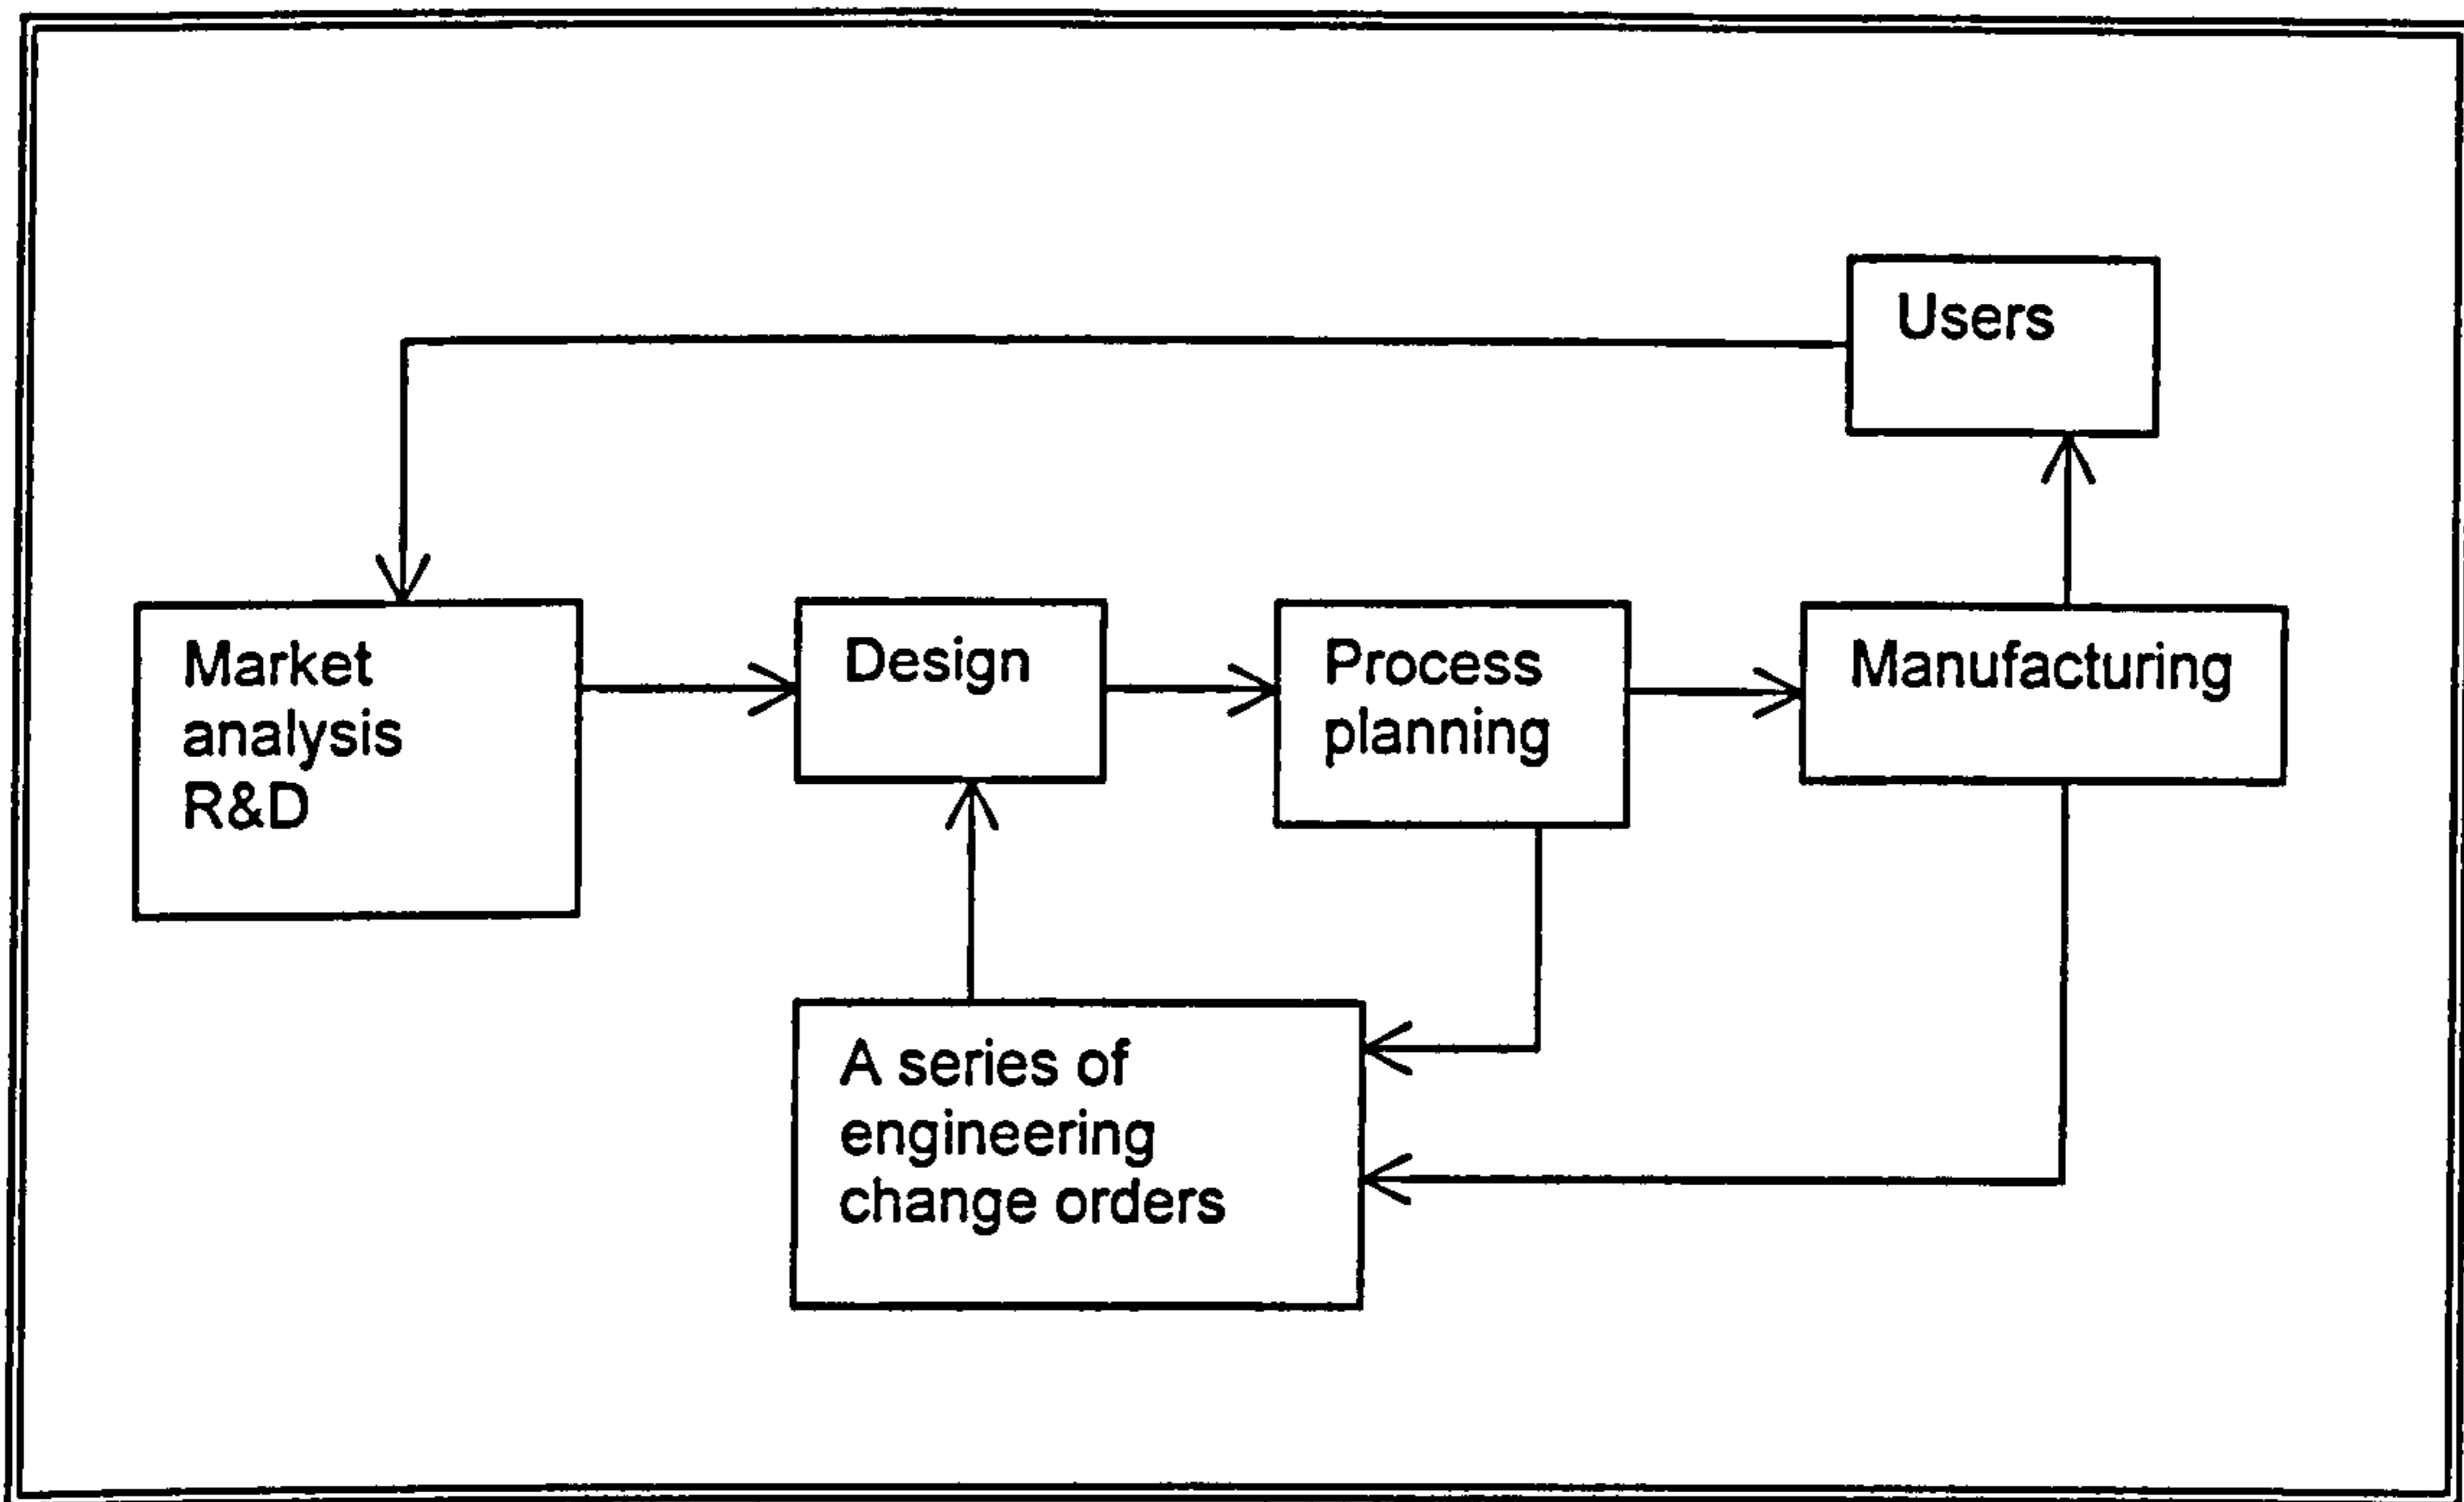 Users
Market
analysis
R&D
Design
Process
planning
Manufacturing
A series of
engineering
change orders